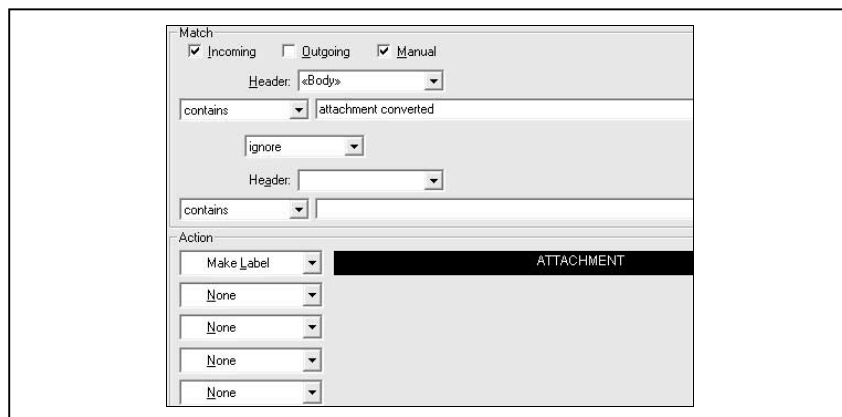 Match
Incoming Outgoing Manual
Header: «Body»
contains attachment converted
ignore
Header:
contains
Action
Make Label ATTACHMENT
None
None
None
None